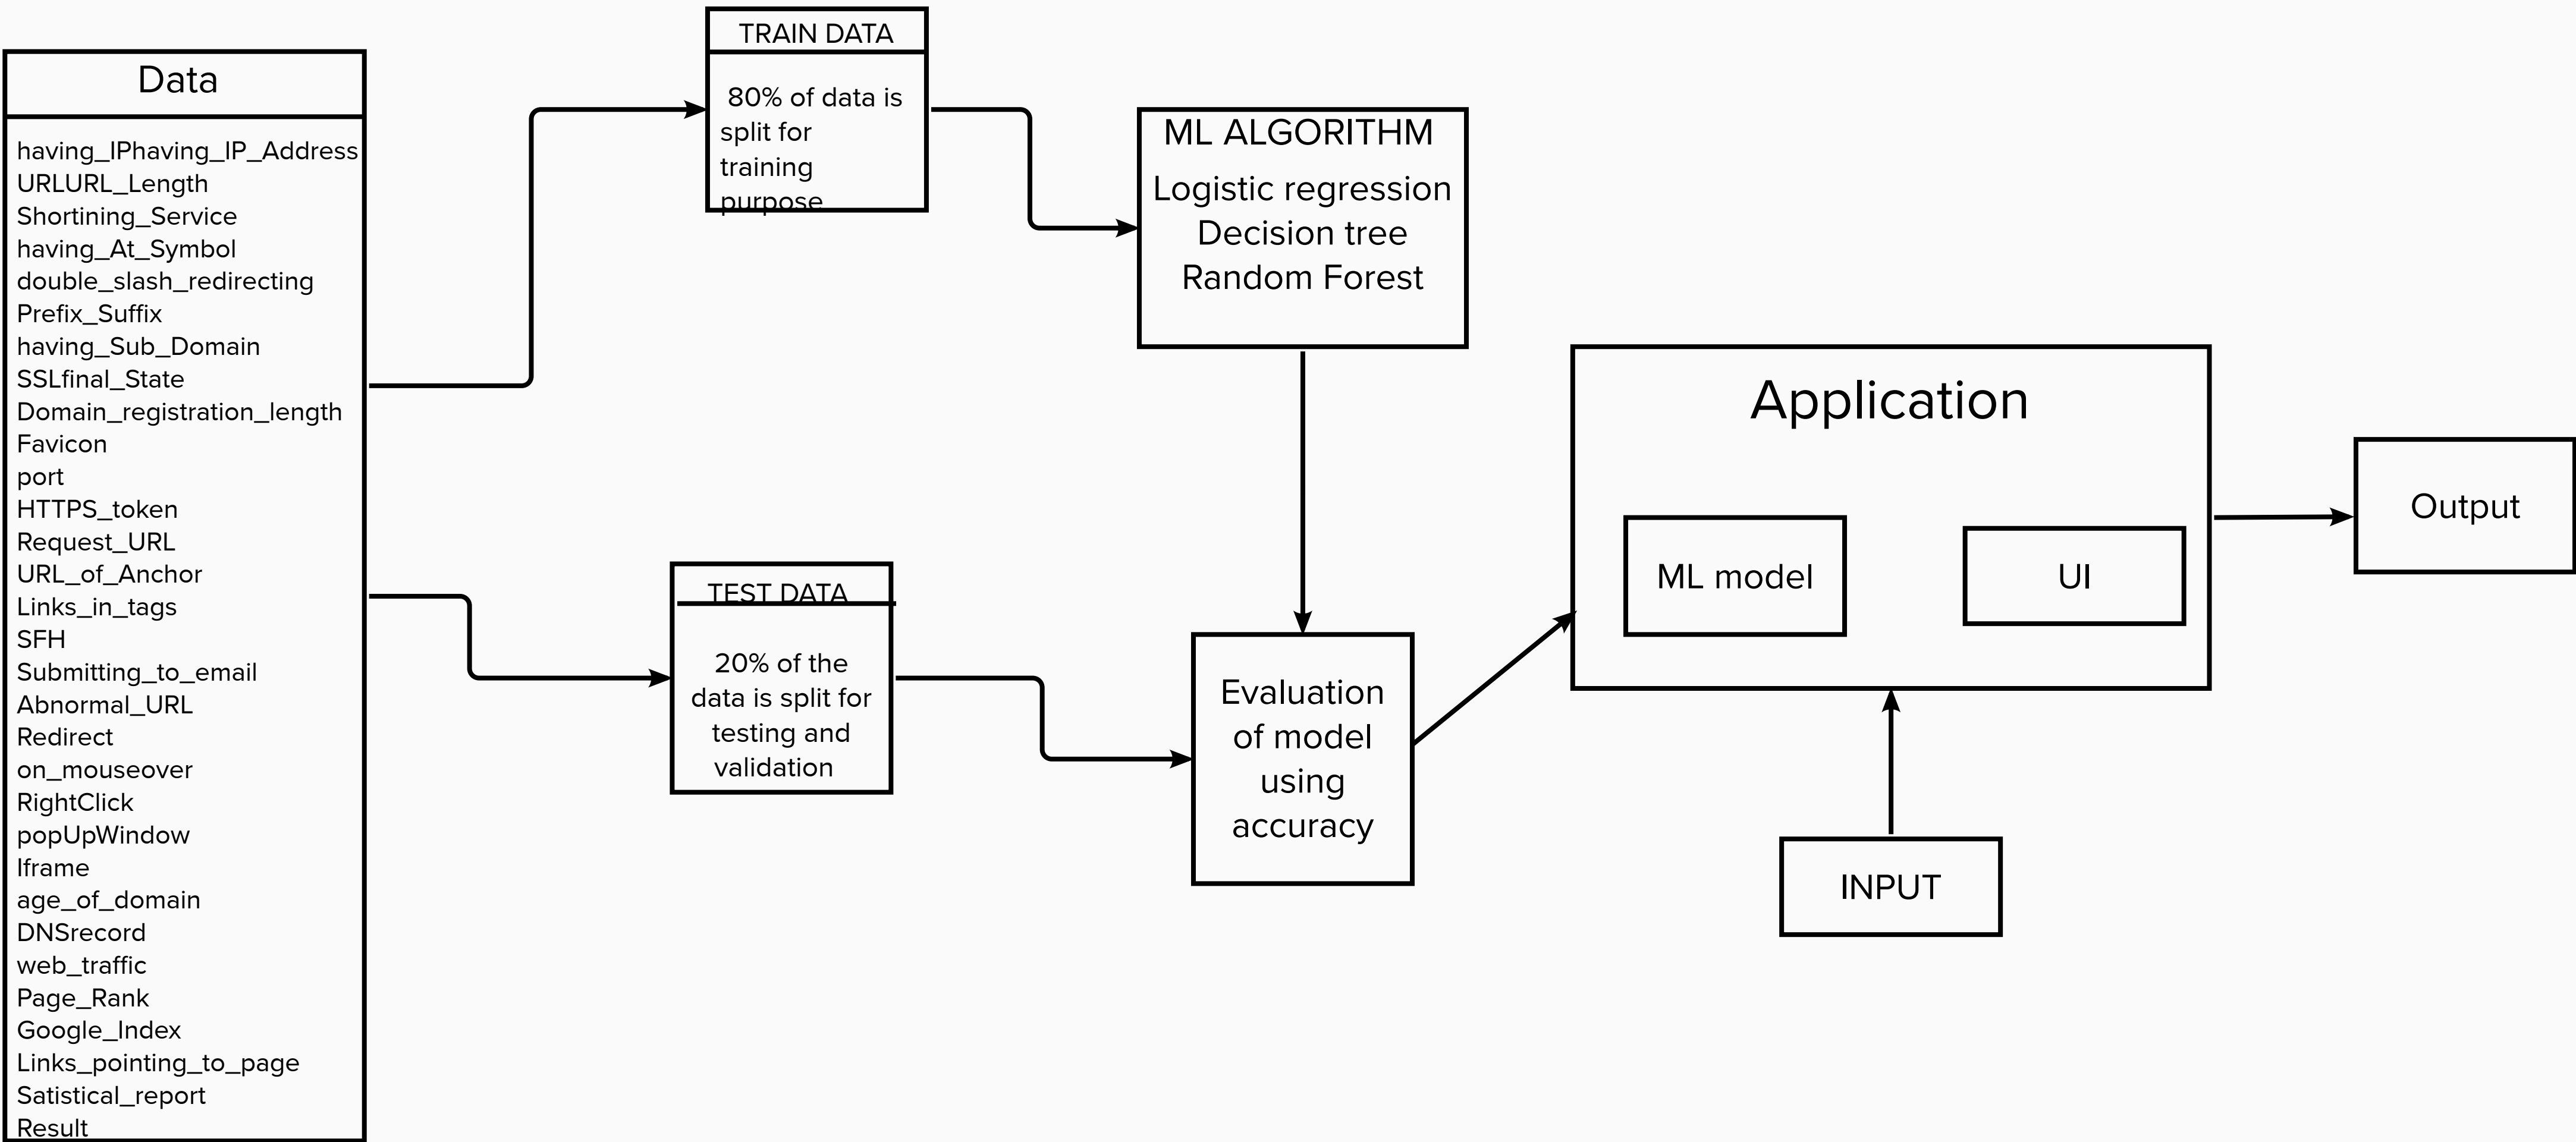 Data
having_IPhaving_IP_Address
URLURL_Length
Shortining_Service
having_At_Symbol
double_slash_redirecting
Prefix_Suffix
having_Sub_Domain
SSLfinal_State
Domain_registration_length
Favicon
port
HTTPS_token
Request_URL
URL_of_Anchor
Links_in_tags
SFH
Submitting_to_email
Abnormal_URL
Redirect
on_mouseover
RightClick
popUpWindow
Iframe
age_of_domain
DNSrecord
web_traffic
Page_Rank
Google_Index
Links_pointing_to_page
Satistical_report
Result
TRAIN DATA
80% of data is
split for
training
purpose
TEST DATA
20% of the
data is split for
testing and
validation
ML ALGORITHM
Logistic regression
Decision tree
Random Forest
Evaluation
of model
using
accuracy
Application
ML model
UI
INPUT
Output